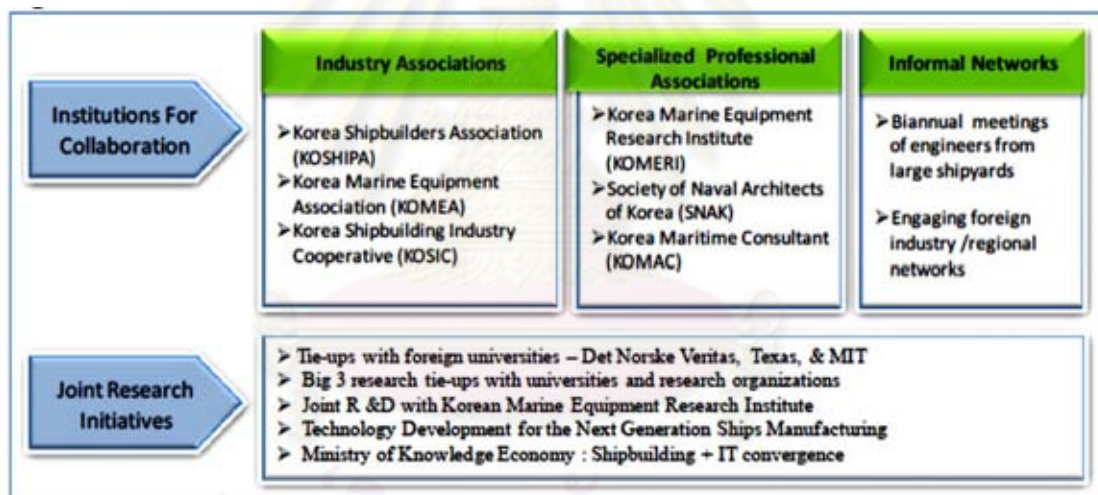 Institutions For
Collaboration
Industry Associations
➢Korea Shipbuilders Association
(KOSHIPA)
➢Korea Marine Equipment
Association (KOMEA)
➢Korea Shipbuilding Industry
Cooperative (KOSIC)
Specialized Professional
Associations
➢Korea Marine Equipment
Research Institute
(KOMERI)
➢Society of Naval Architects
of Korea (SNAK)
➢Korea Maritime Consultant
(KOMAC)
Informal Networks
➢Biannual meetings
of engineers from
large shipyards
➢Engaging foreign
industry /regional
networks
Joint Research
Initiatives
➢ Tie-ups with foreign universities – Det Norske Veritas, Texas, & MIT
➢ Big 3 research tie-ups with universities and research organizations
➢ Joint R &D with Korean Marine Equipment Research Institute
➢ Technology Development for the Next Generation Ships Manufacturing
➢ Ministry of Knowledge Economy : Shipbuilding + IT convergence